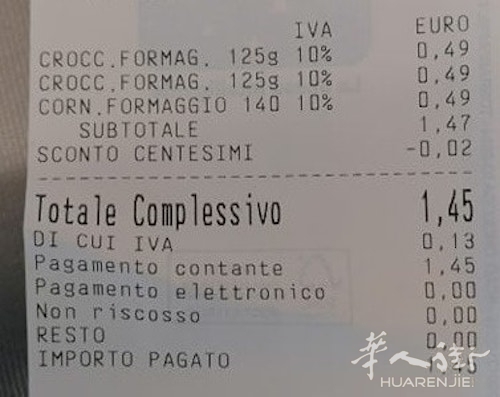 IVA EURO
CROCC.FORMAG. 125g 10% 0,49
CROCC.FORMAG. 125g 10% 0,49
CORN.FORMAGGIO 140 10% 0,49
SUBTOTALE 1,47
SCONTO CENTESIMI -0,02
Totale Complessivo 1,45
DI CUI IVA 0,13
Pagamento contante 1,45
Pagamento elettronico 0,00
Non riscosso 0,00
RESTO 0,00
IMPORTO PAGATO 1,45
华人街
HUARENJIE